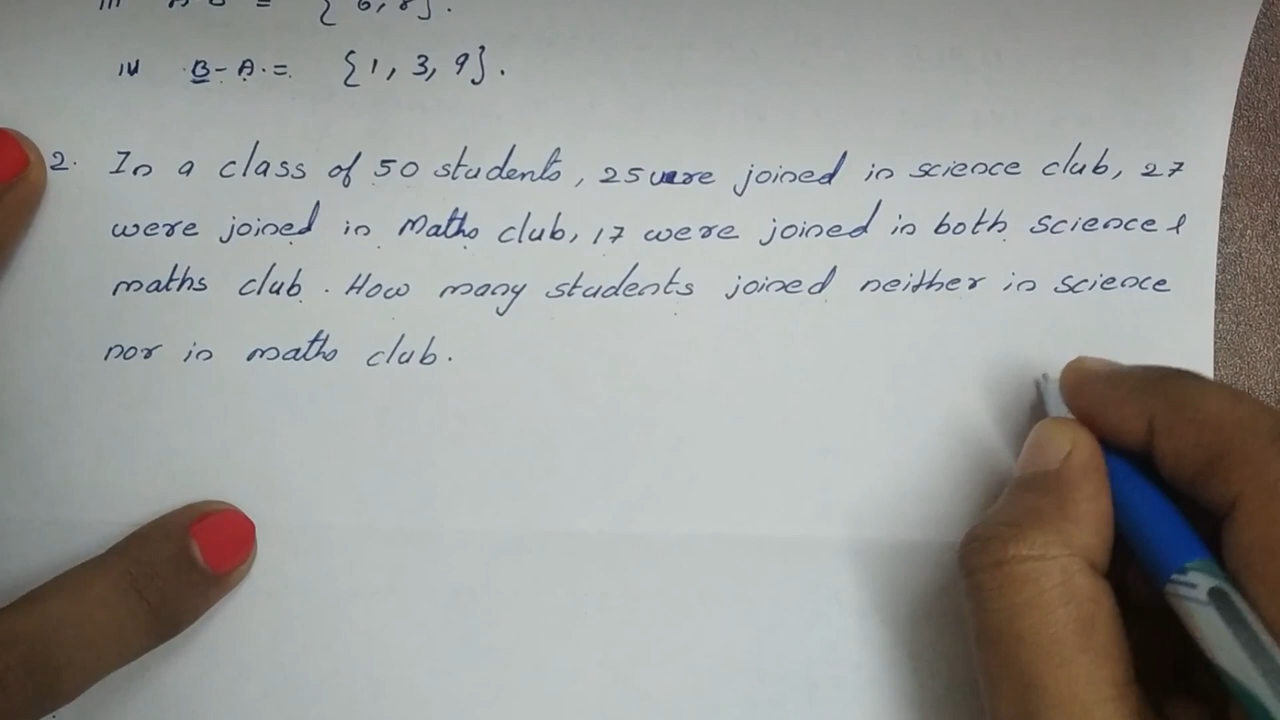 = { 6, 8}.
iv B - A = {1, 3, 9}.
2. In a class of 50 students, 25 were joined in science club, 27
were joined in Maths club, 17 were joined in both science &
maths club. How many students joined neither in science
nor in maths club.